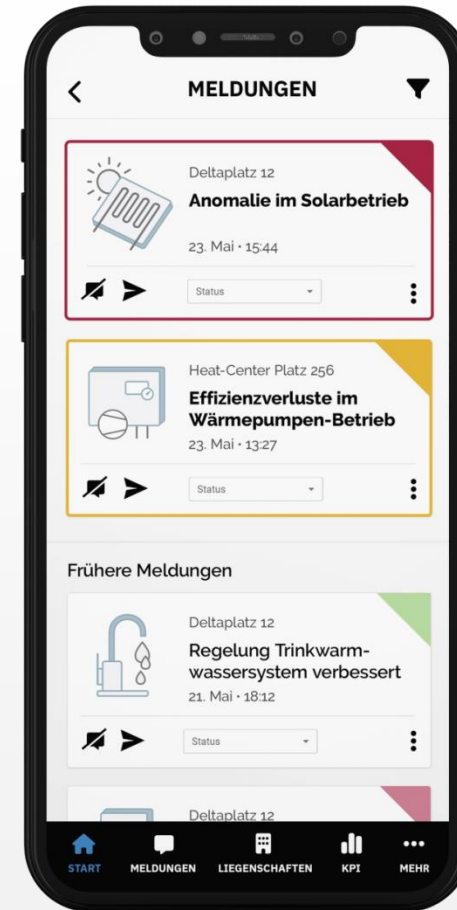 MELDUNGEN
Deltaplatz 12
Anomalie im Solarbetrieb
23. Mai • 15:44
Status
Heat-Center Platz 256
Effizienzverluste im
Wärmepumpen-Betrieb
23. Mai • 13:27
Status
Frühere Meldungen
Deltaplatz 12
Regelung Trinkwarm-
wassersystem verbessert
21. Mai • 18:12
Status
Deltaplatz 12
START MELDUNGEN LIEGENSCHAFTEN KPI MEHR